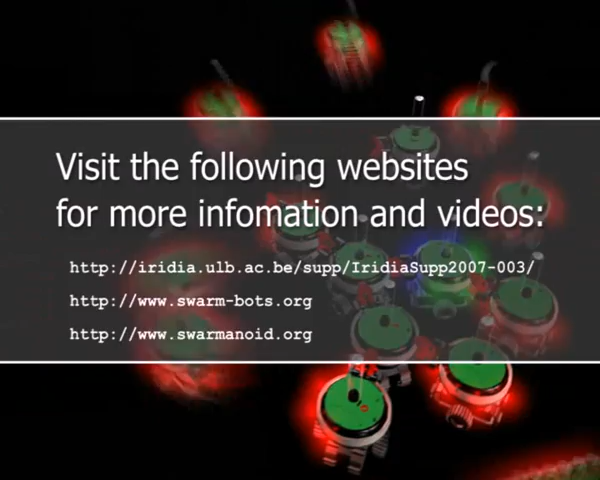 Visit the following websites
for more infomation and videos:
http://iridia.ulb.ac.be/supp/IridiaSupp2007-003/
http://www.swarm-bots.org
http://www.swarmanoid.org